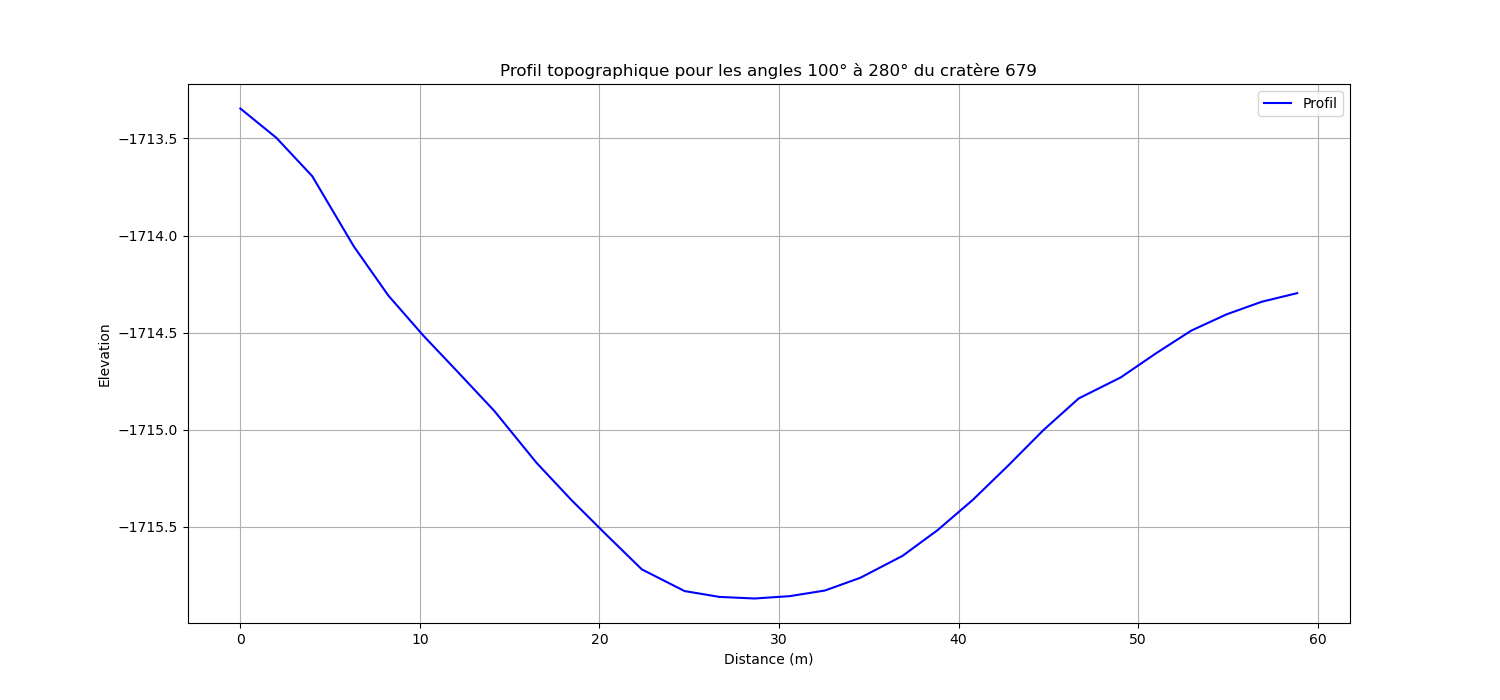 Profil topographique pour les angles 100° à 280° du cratère 679
Profil
−1713.5
−1714.0
−1714.5
−1715.0
−1715.5
Elevation
0 10 20 30 40 50 60
Distance (m)